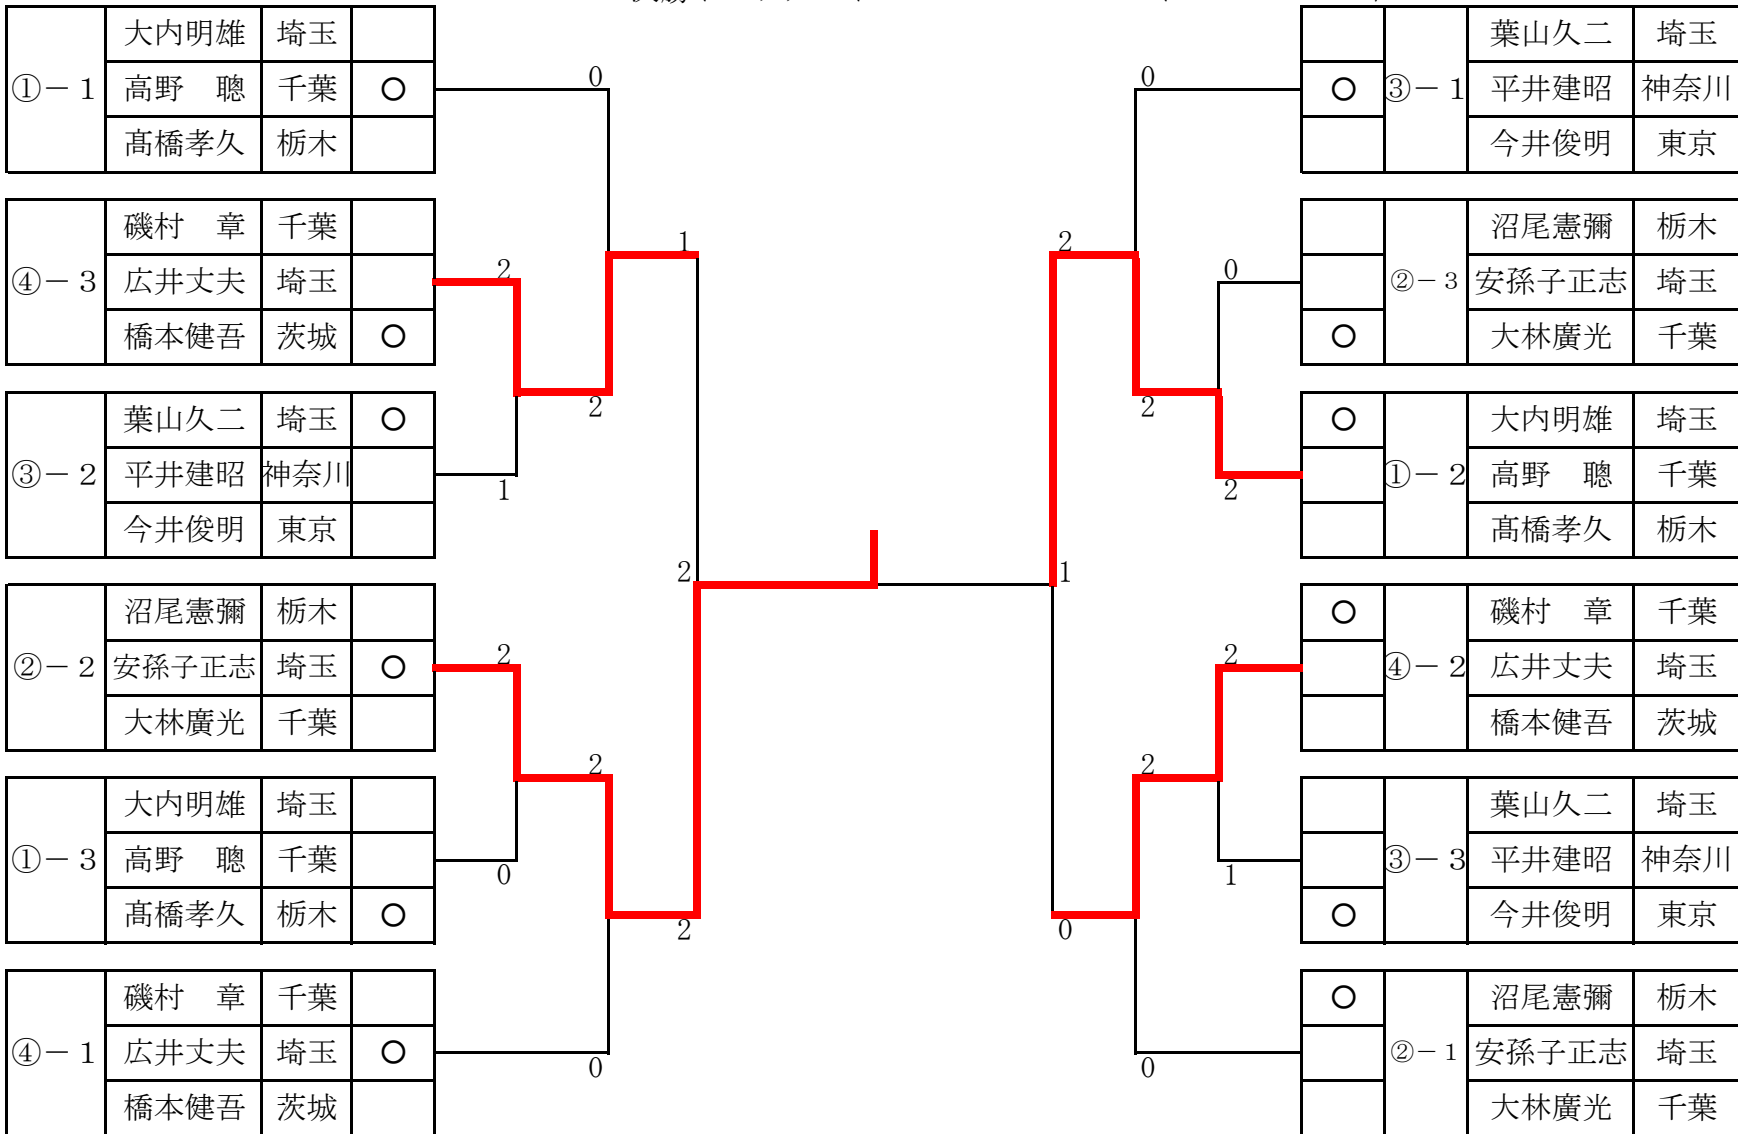 ①－１ 大内明雄 埼玉
高野　聰 千葉 ○
髙橋孝久 栃木
④－３ 磯村　章 千葉
広井丈夫 埼玉
橋本健吾 茨城 ○
③－２ 葉山久二 埼玉 ○
平井建昭 神奈川
今井俊明 東京
②－２ 沼尾憲彌 栃木
安孫子正志 埼玉 ○
大林廣光 千葉
①－３ 大内明雄 埼玉
高野　聰 千葉
髙橋孝久 栃木 ○
④－１ 磯村　章 千葉
広井丈夫 埼玉 ○
橋本健吾 茨城
0
2
1
2
1
2
2
2
0
2
0
0
2
0
2
2
1
2
2
1
0
0
③－１ 葉山久二 埼玉
○ 平井建昭 神奈川
今井俊明 東京
②－３ 沼尾憲彌 栃木
安孫子正志 埼玉
○ 大林廣光 千葉
○ ①－２ 大内明雄 埼玉
高野　聰 千葉
髙橋孝久 栃木
○ ④－２ 磯村　章 千葉
広井丈夫 埼玉
橋本健吾 茨城
③－３ 葉山久二 埼玉
平井建昭 神奈川
○ 今井俊明 東京
○ ②－１ 沼尾憲彌 栃木
安孫子正志 埼玉
大林廣光 千葉